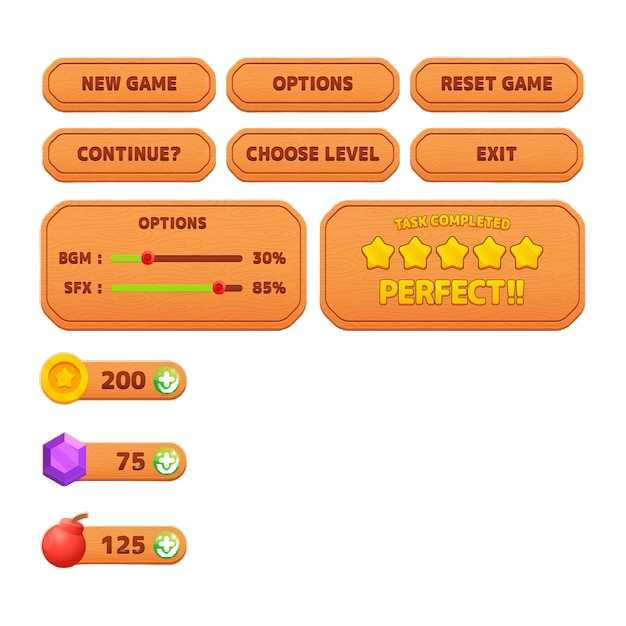 NEW GAME
OPTIONS
RESET GAME
CONTINUE?
CHOOSE LEVEL
EXIT
OPTIONS
BGM : 30%
SFX : 85%
TASK COMPLETED
PERFECT!!
200
75
125